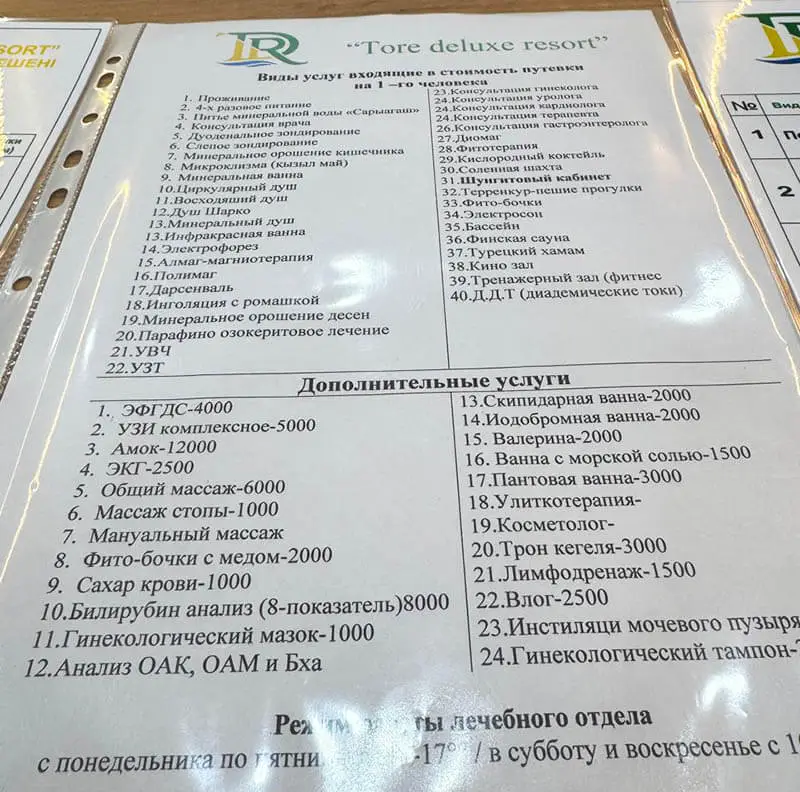 SORT"
ЕШЕНІ
TR
"Tore deluxe resort"
Виды услуг входящие в стоимость путевки
на 1 –го человека
1. Проживание
2. 4-х разовое питание
3. Питье минеральной воды «Сарыагаш»
4. Консультация врача
5. Дуоденальное зондирование
6. Слепое зондирование
7. Минеральное орошение кишечника
8. Микроклизма (кызыл май)
9. Минеральная ванна
10.Циркулярный душ
11.Восходящий душ
12.Душ Шарко
13.Минеральный душ
13.Инфракрасная ванна
14.Электрофорез
15.Алмаг-магниотерапия
16.Полимаг
17.Дарсенваль
18.Инголяция с ромашкой
19.Минеральное орошение десен
20.Парафино озокеритовое лечение
21.УВЧ
22.УЗТ
23.Консультация гинеколога
24.Консультация уролога
24.Консультация кардиолога
24.Консультация терапевта
26.Консультация гастроэнтеролога
27.Диомаг
28.Фитотерапия
29.Кислородный коктейль
30.Соленная шахта
31.Шунгитовый кабинет
32.Терренкур-пешие прогулки
33.Фито-бочки
34.Электросон
35.Бассейн
36.Финская сауна
37.Турецкий хамам
38.Кино зал
39.Тренажерный зал (фитнес
40.Д.Д.Т (диадемические токи)
Дополнительные услуги
1. ЭФГДС-4000
2. УЗИ комплексное-5000
3. Амок-12000
4. ЭКГ-2500
5. Общий массаж-6000
6. Массаж стопы-1000
7. Мануальный массаж
8. Фито-бочки с медом-2000
9. Сахар крови-1000
10.Билирубин анализ (8-показатель)8000
11.Гинекологический мазок-1000
12.Анализ ОАК, ОАМ и Бха
13.Скипидарная ванна-2000
14.Иодобромная ванна-2000
15. Валерина-2000
16. Ванна с морской солью-1500
17.Пантовая ванна-3000
18.Улиткотерапия-
19.Косметолог-
20.Трон кегеля-3000
21.Лимфодренаж-1500
22.Влог-2500
23.Инстиляци мочевого пузыря
24.Гинекологический тампон-
лечебного отдела
с понедельника по -17°° / в субботу и воскресенье с
№ Ви
1
2